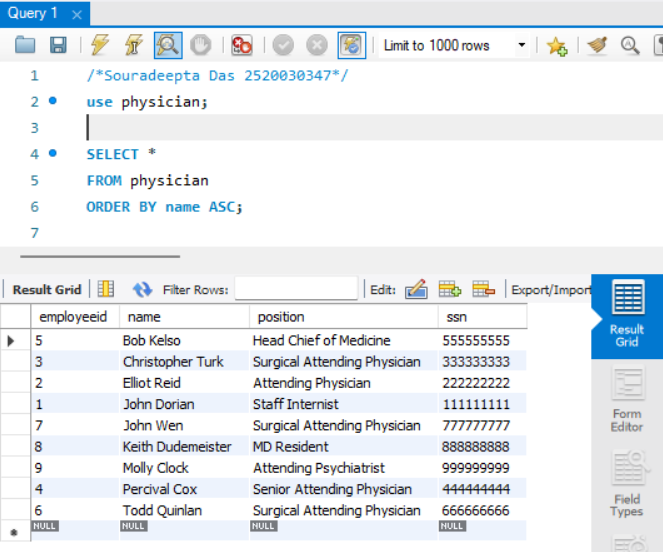 Query 1
Limit to 1000 rows
1 /*Souradeepta Das 2520030347*/
2 use physician;
3
4 SELECT *
5 FROM physician
6 ORDER BY name ASC;
7
Result Grid Filter Rows: Edit: Export/Import
employeeid name position ssn
5 Bob Kelso Head Chief of Medicine 555555555
3 Christopher Turk Surgical Attending Physician 333333333
2 Elliot Reid Attending Physician 222222222
1 John Dorian Staff Internist 111111111
7 John Wen Surgical Attending Physician 777777777
8 Keith Dudemeister MD Resident 888888888
9 Molly Clock Attending Psychiatrist 999999999
4 Percival Cox Senior Attending Physician 444444444
6 Todd Quinlan Surgical Attending Physician 666666666
NULL NULL NULL NULL
Result
Grid
Form
Editor
Field
Types